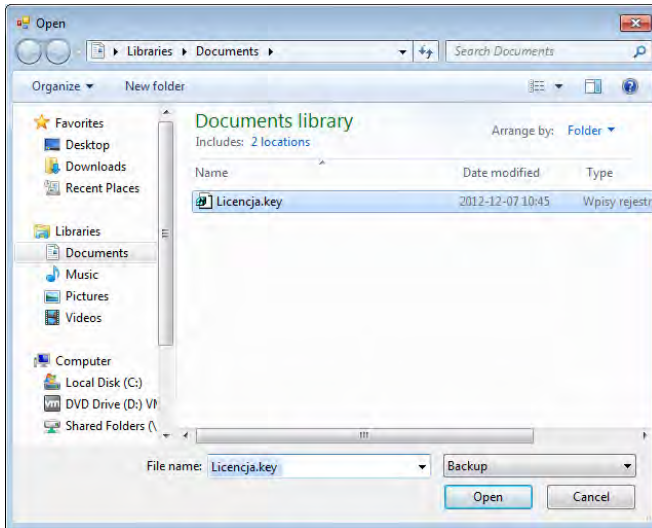 Open
Libraries Documents
Search Documents
Organize New folder
Favorites
Desktop
Downloads
Recent Places
Libraries
Documents
Music
Pictures
Videos
Computer
Local Disk (C:)
DVD Drive (D:)
Shared Folders
Documents library
Includes: 2 locations
Arrange by: Folder
Name Date modified Type
Licencja.key 2012-12-07 10:45 Wpisy rejestr
File name: Licencja.key Backup
Open Cancel